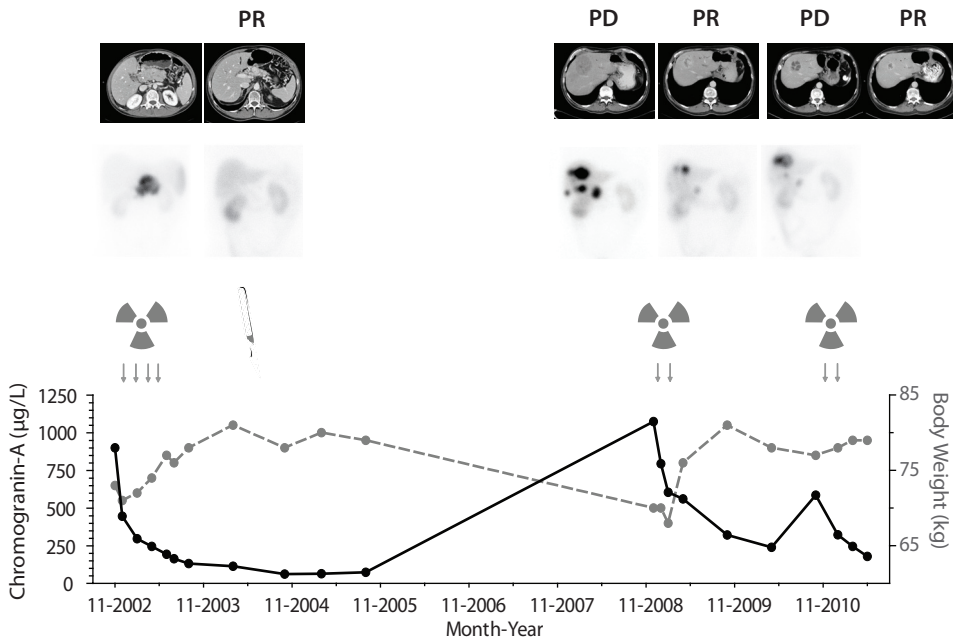 PR
PD
PR
PD
PR
Chromogranin-A (µg/L)
1250
1000
750
500
250
0
85
75
65
Body Weight (kg)
11-2002
11-2003
11-2004
11-2005
11-2006
11-2007
11-2008
11-2009
11-2010
Month-Year